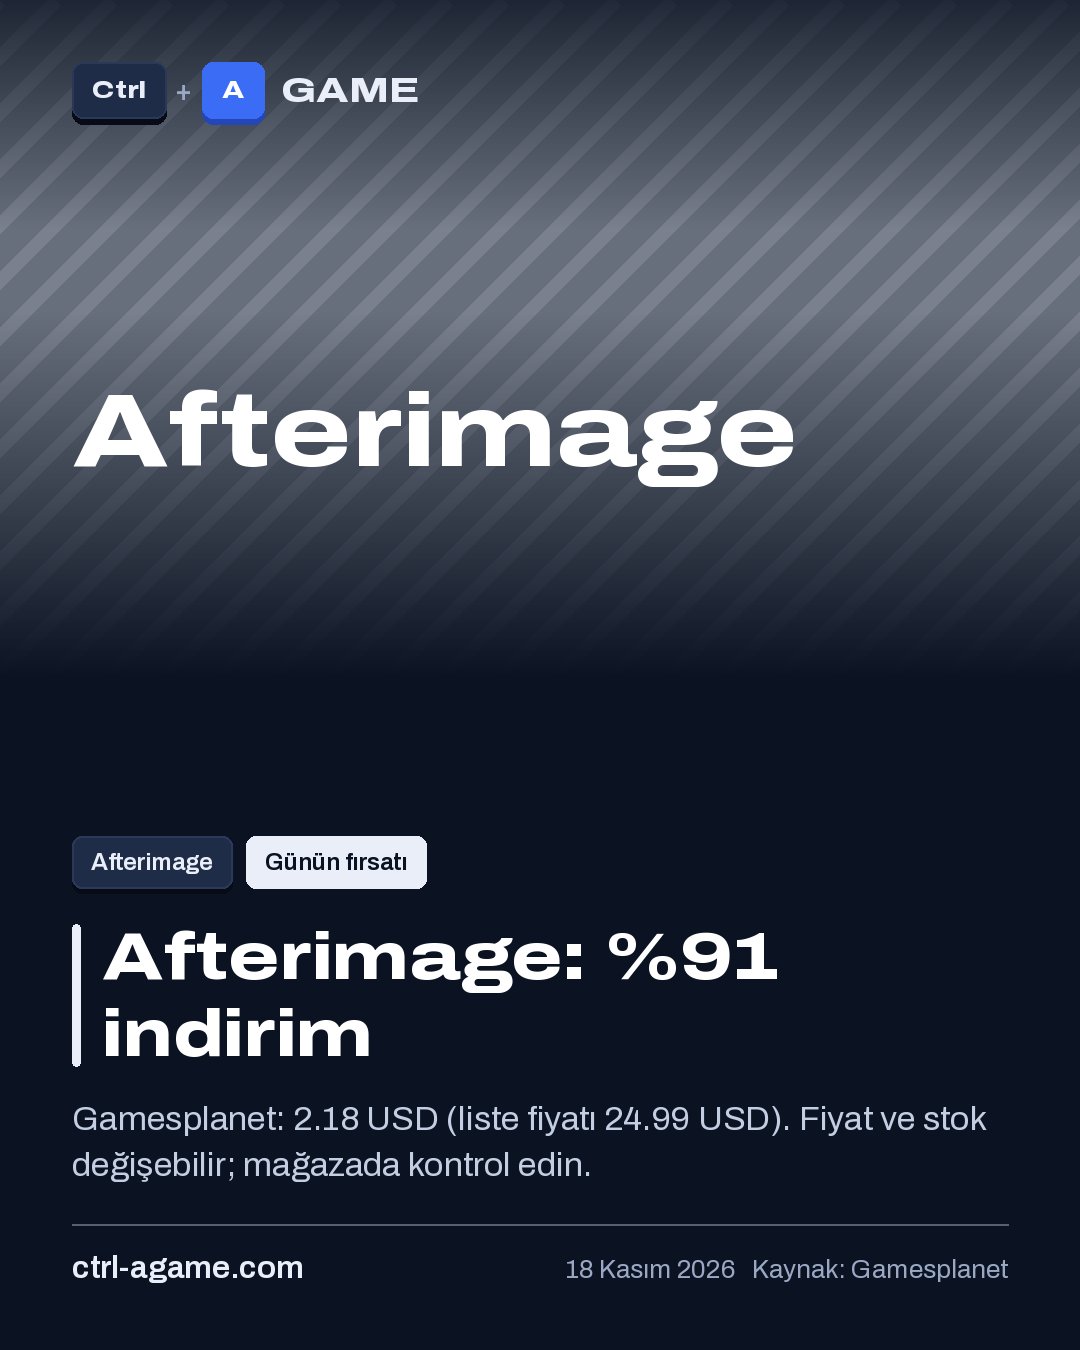 Ctrl + A GAME
Afterimage
Afterimage Günün fırsatı
Afterimage: %91
indirim
Gamesplanet: 2.18 USD (liste fiyatı 24.99 USD). Fiyat ve stok
değişebilir; mağazada kontrol edin.
ctrl-agame.com 18 Kasım 2026 Kaynak: Gamesplanet